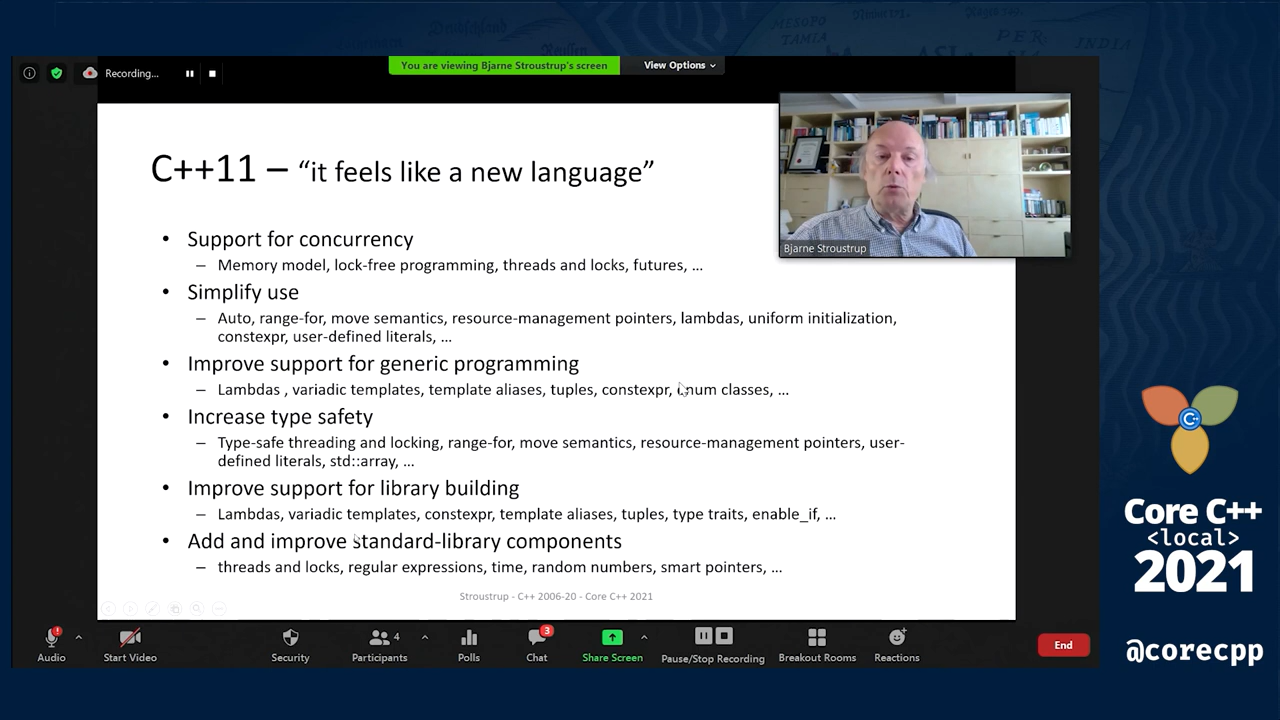 MESOPO
TAMIA
PER
INDIA
Recording...
You are viewing Bjarne Stroustrup's screen
View Options
C++11 – “it feels like a new language”
• Support for concurrency
– Memory model, lock-free programming, threads and locks, futures, …
• Simplify use
– Auto, range-for, move semantics, resource-management pointers, lambdas, uniform initialization,
constexpr, user-defined literals, …
• Improve support for generic programming
– Lambdas , variadic templates, template aliases, tuples, constexpr, enum classes, …
• Increase type safety
– Type-safe threading and locking, range-for, move semantics, resource-management pointers, user-
defined literals, std::array, …
• Improve support for library building
– Lambdas, variadic templates, constexpr, template aliases, tuples, type traits, enable_if, …
• Add and improve standard-library components
– threads and locks, regular expressions, time, random numbers, smart pointers, …
Stroustrup - C++ 2006-20 - Core C++ 2021
Bjarne Stroustrup
Audio
Start Video
Security
4
Participants
Polls
3
Chat
Share Screen
Pause/Stop Recording
Breakout Rooms
Reactions
End
C++
Core C++
<local>
2021
@corecpp